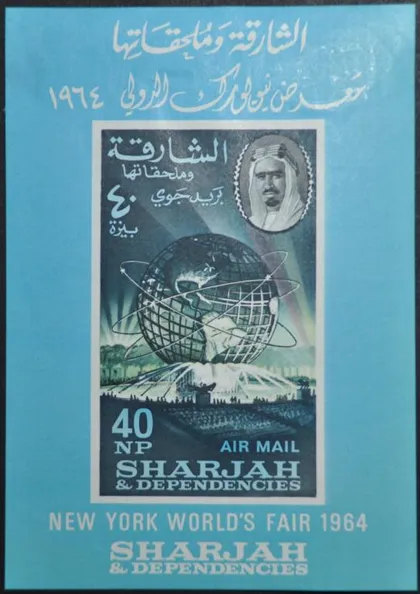 الشارقة وملحقاتها
معرض نيويورك الدولي ١٩٦٤
الشارقة
وملحقاتها
٤٠ بريد جوي
بيزة
40
NP
AIR MAIL
SHARJAH
& DEPENDENCIES
NEW YORK WORLD'S FAIR 1964
SHARJAH
& DEPENDENCIES